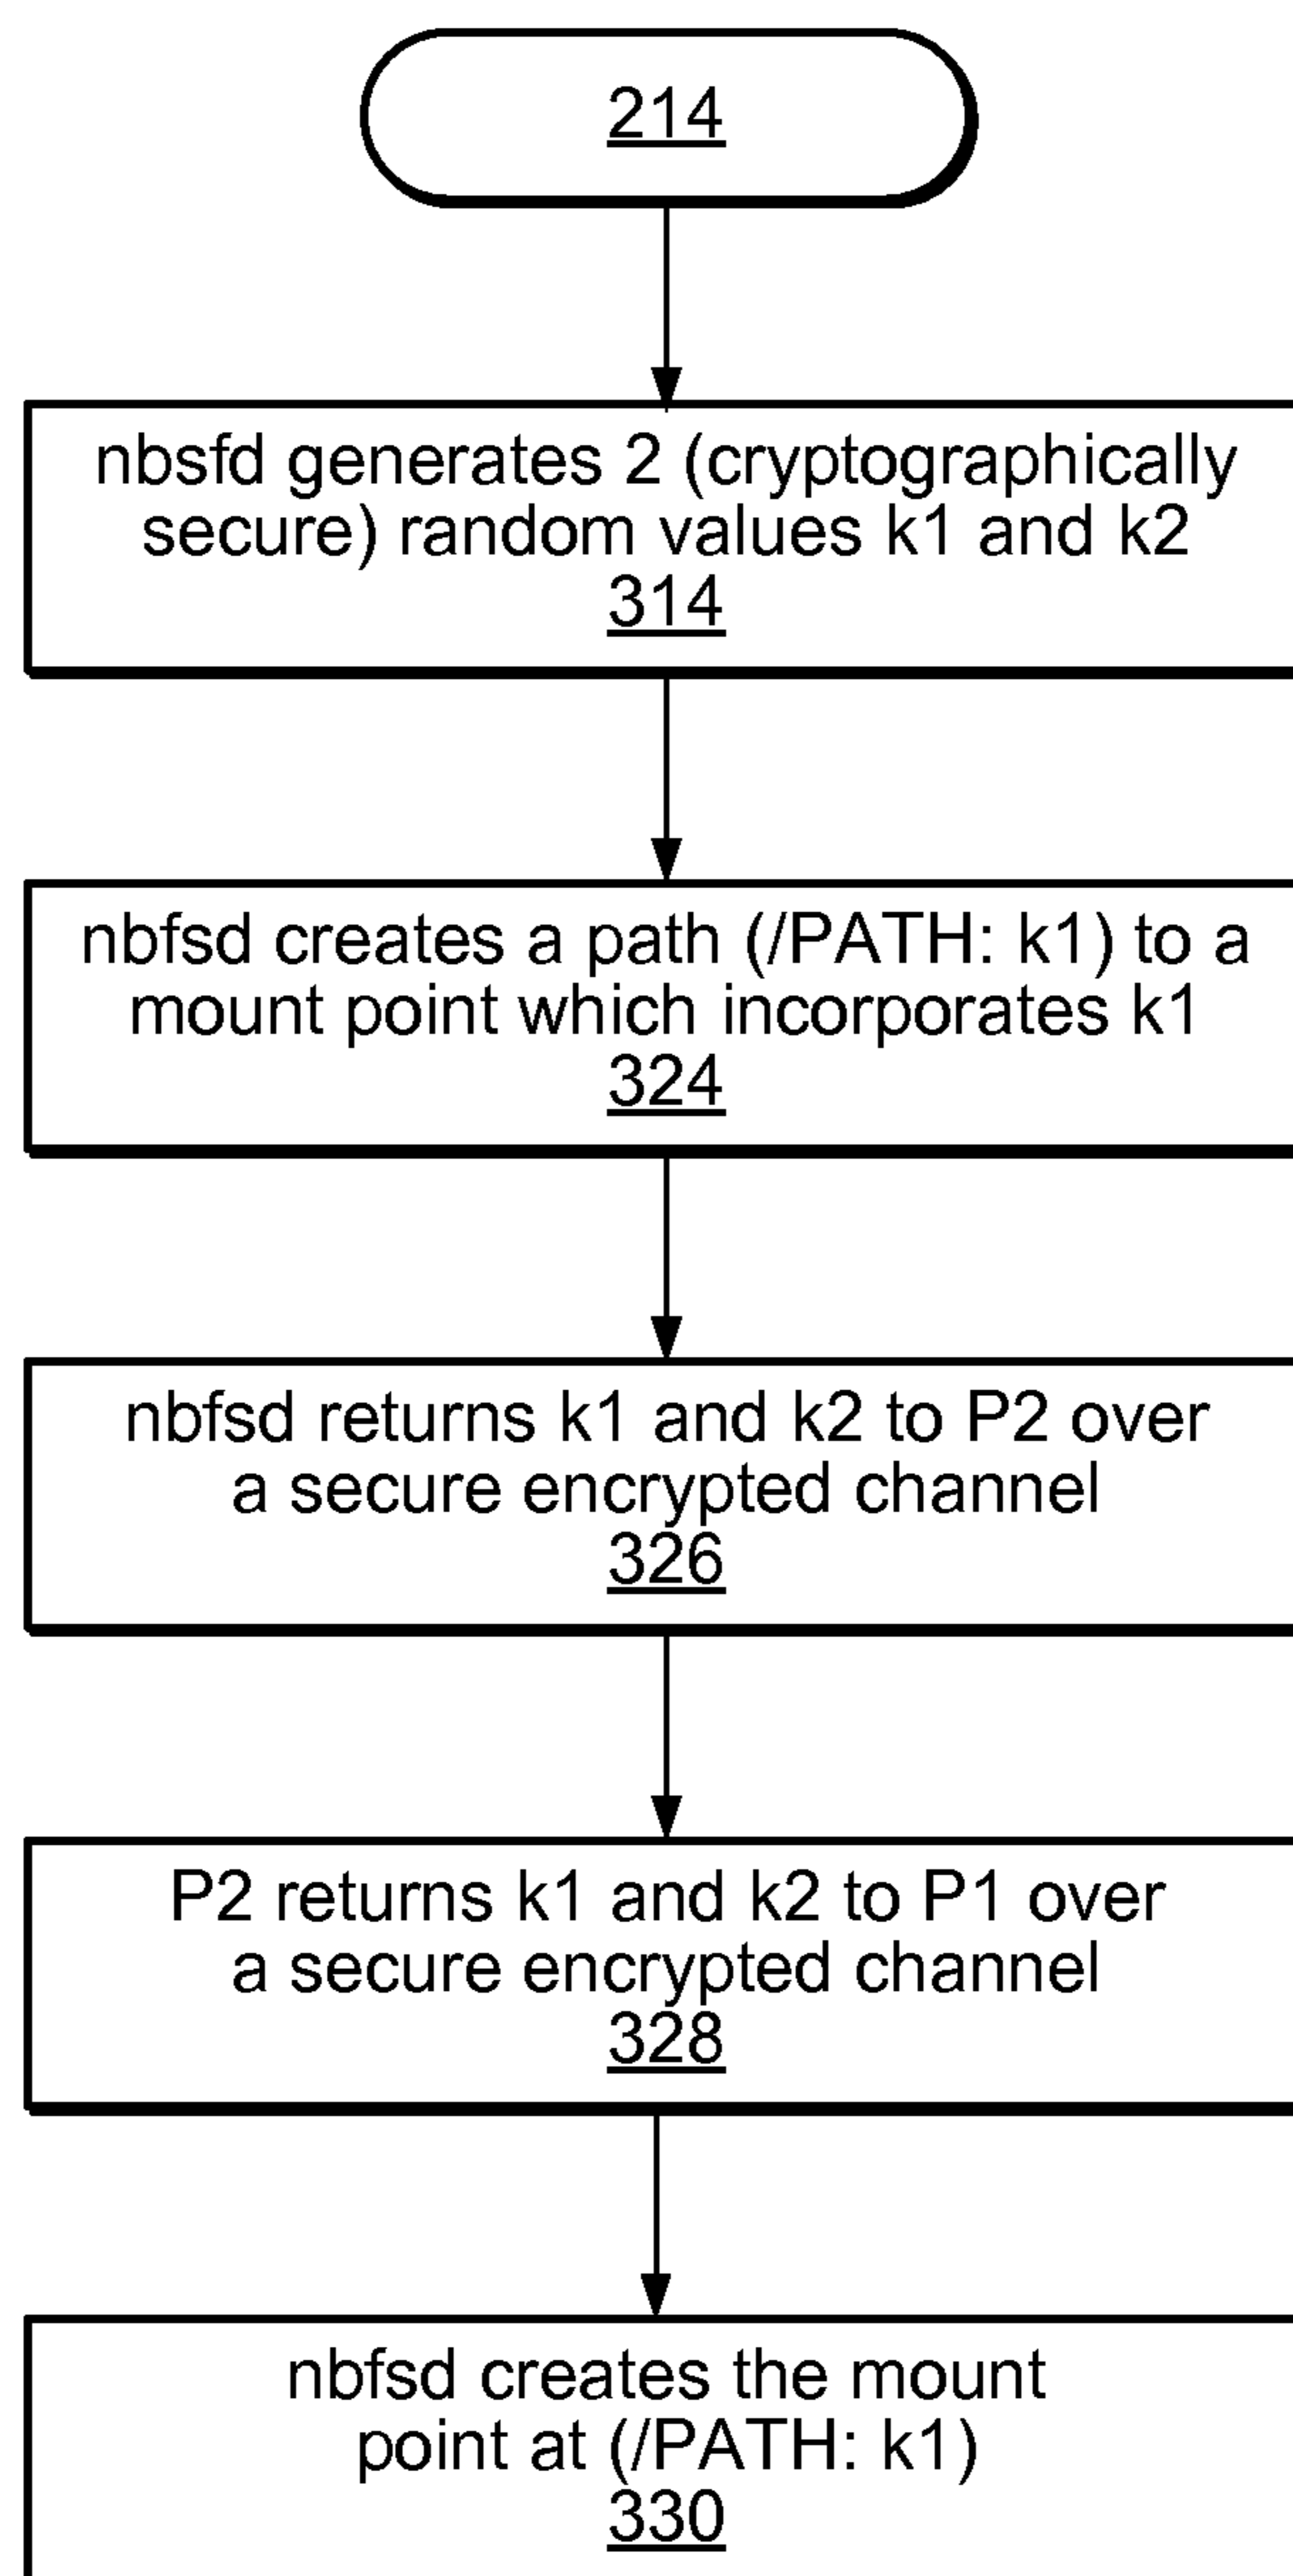 214
nbsfd generates 2 (cryptographically
secure) random values k1 and k2
314
nbfsd creates a path (/PATH: k1) to a
mount point which incorporates k1
324
nbfsd returns k1 and k2 to P2 over
a secure encrypted channel
326
P2 returns k1 and k2 to P1 over
a secure encrypted channel
328
nbfsd creates the mount
point at (/PATH: k1)
330